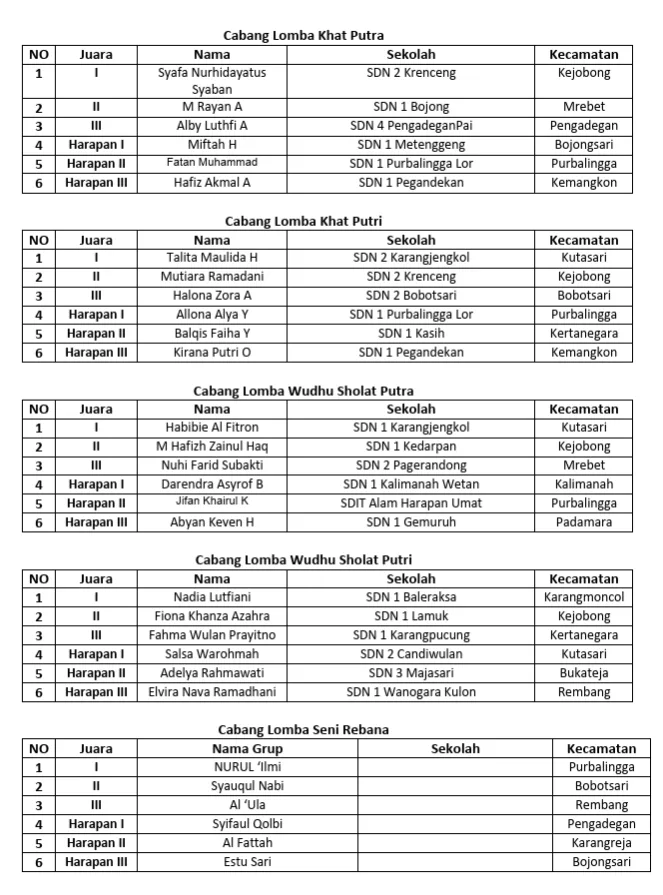 Cabang Lomba Khat Putra
NO Juara Nama Sekolah Kecamatan
1 I Syafa Nurhidayatus Syaban SDN 2 Krenceng Kejobong
2 II M Rayan A SDN 1 Bojong Mrebet
3 III Alby Luthfi A SDN 4 PengadeganPai Pengadegan
4 Harapan I Miftah H SDN 1 Metenggeng Bojongsari
5 Harapan II Fatan Muhammad SDN 1 Purbalingga Lor Purbalingga
6 Harapan III Hafiz Akmal A SDN 1 Pegandekan Kemangkon
Cabang Lomba Khat Putri
NO Juara Nama Sekolah Kecamatan
1 I Talita Maulida H SDN 2 Karangjengkol Kutasari
2 II Mutiara Ramadani SDN 2 Krenceng Kejobong
3 III Halona Zora A SDN 2 Bobotsari Bobotsari
4 Harapan I Allona Alya Y SDN 1 Purbalingga Lor Purbalingga
5 Harapan II Balqis Faiha Y SDN 1 Kasih Kertanegara
6 Harapan III Kirana Putri O SDN 1 Pegandekan Kemangkon
Cabang Lomba Wudhu Sholat Putra
NO Juara Nama Sekolah Kecamatan
1 I Habibie Al Fitron SDN 1 Karangjengkol Kutasari
2 II M Hafizh Zainul Haq SDN 1 Kedarpan Kejobong
3 III Nuhi Farid Subakti SDN 2 Pagerandong Mrebet
4 Harapan I Darendra Asyrof B SDN 1 Kalimanah Wetan Kalimanah
5 Harapan II Jifan Khairul K SDIT Alam Harapan Umat Purbalingga
6 Harapan III Abyan Keven H SDN 1 Gemuruh Padamara
Cabang Lomba Wudhu Sholat Putri
NO Juara Nama Sekolah Kecamatan
1 I Nadia Lutfiani SDN 1 Baleraksa Karangmoncol
2 II Fiona Khanza Azahra SDN 1 Lamuk Kejobong
3 III Fahma Wulan Prayitno SDN 1 Karangpucung Kertanegara
4 Harapan I Salsa Warohmah SDN 2 Candiwulan Kutasari
5 Harapan II Adelya Rahmawati SDN 3 Majasari Bukateja
6 Harapan III Elvira Nava Ramadhani SDN 1 Wanogara Kulon Rembang
Cabang Lomba Seni Rebana
NO Juara Nama Grup Sekolah Kecamatan
1 I NURUL ‘Ilmi Purbalingga
2 II Syauqul Nabi Bobotsari
3 III Al ‘Ula Rembang
4 Harapan I Syifaul Qolbi Pengadegan
5 Harapan II Al Fattah Karangreja
6 Harapan III Estu Sari Bojongsari